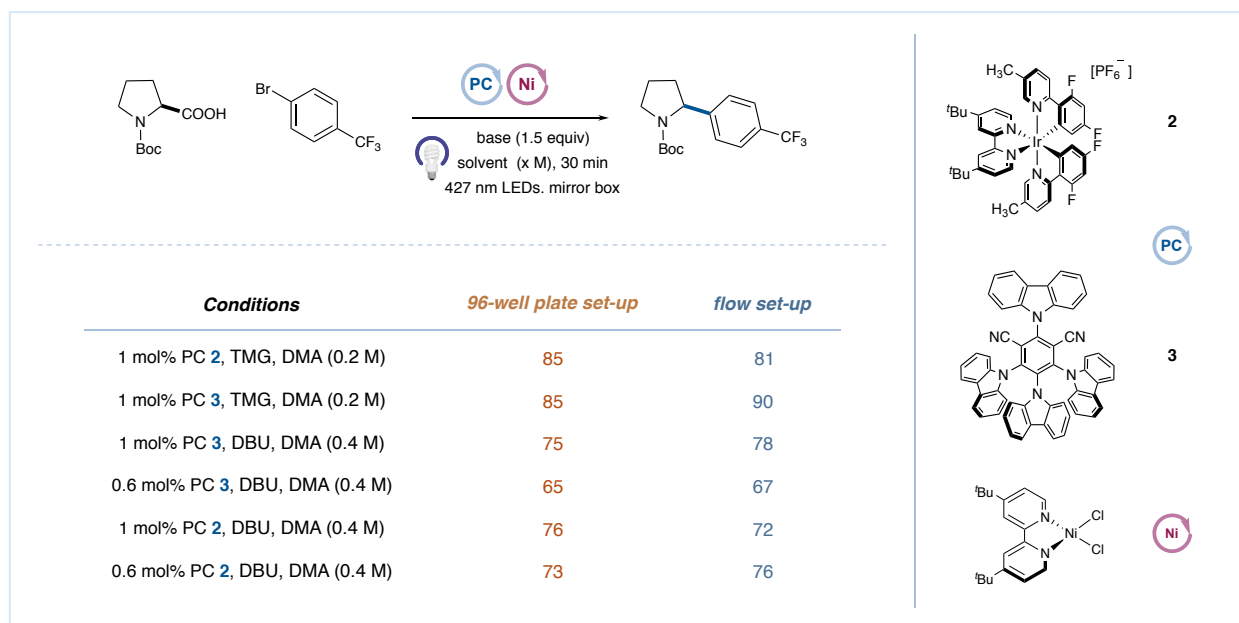 Br
COOH
N
Boc
CF3
PC Ni
base (1.5 equiv)
solvent (x M), 30 min
427 nm LEDs. mirror box
N
Boc
CF3
Conditions 96-well plate set-up flow set-up
1 mol% PC 2, TMG, DMA (0.2 M) 85 81
1 mol% PC 3, TMG, DMA (0.2 M) 85 90
1 mol% PC 3, DBU, DMA (0.4 M) 75 78
0.6 mol% PC 3, DBU, DMA (0.4 M) 65 67
1 mol% PC 2, DBU, DMA (0.4 M) 76 72
0.6 mol% PC 2, DBU, DMA (0.4 M) 73 76
[PF6−]
H3C
F
tBu
N
N
F
Ir
F
N
tBu
N
F
H3C
2
PC
N
CN
CN
N
N
N
3
tBu
N
Cl
Ni
Cl
N
tBu
Ni